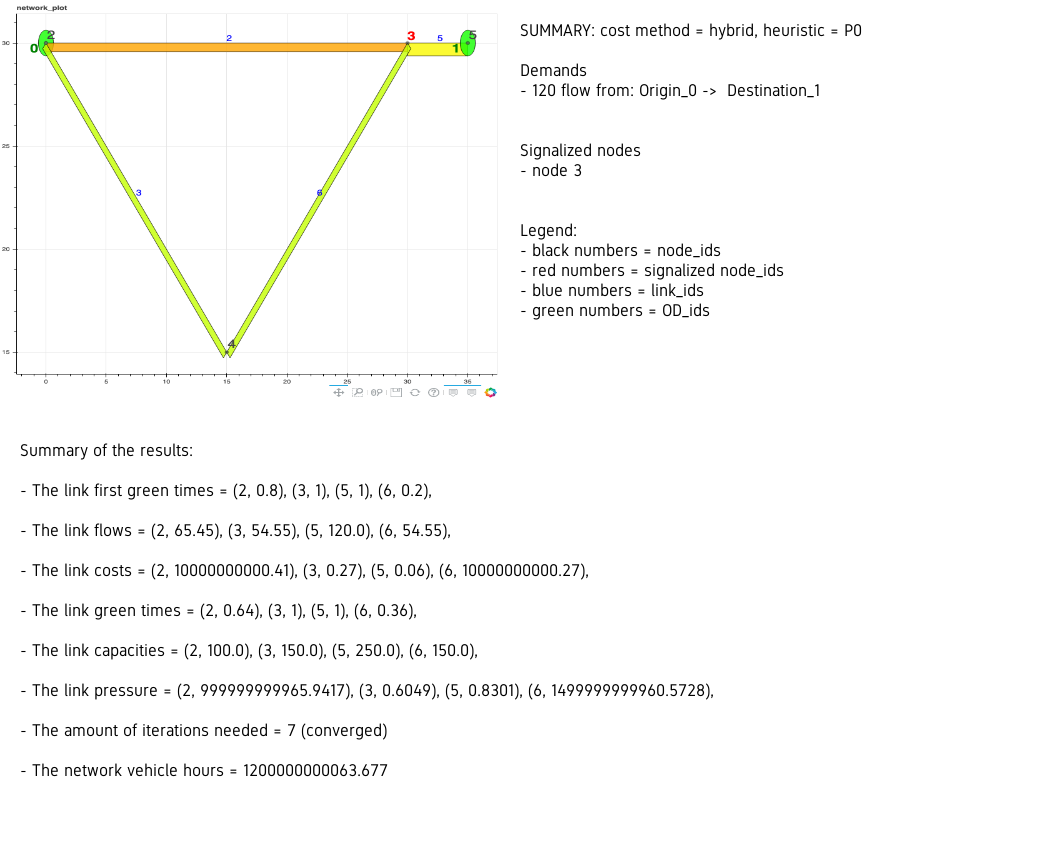 network_plot
SUMMARY: cost method = hybrid, heuristic = P0
Demands
- 120 flow from: Origin_0 -> Destination_1
Signalized nodes
- node 3
Legend:
- black numbers = node_ids
- red numbers = signalized node_ids
- blue numbers = link_ids
- green numbers = OD_ids
2
0
2
3
5
5
1
3
6
4
30
25
20
15
0 5 10 15 20 25 30 35
Summary of the results:
- The link first green times = (2, 0.8), (3, 1), (5, 1), (6, 0.2),
- The link flows = (2, 65.45), (3, 54.55), (5, 120.0), (6, 54.55),
- The link costs = (2, 10000000000.41), (3, 0.27), (5, 0.06), (6, 10000000000.27),
- The link green times = (2, 0.64), (3, 1), (5, 1), (6, 0.36),
- The link capacities = (2, 100.0), (3, 150.0), (5, 250.0), (6, 150.0),
- The link pressure = (2, 999999999965.9417), (3, 0.6049), (5, 0.8301), (6, 1499999999960.5728),
- The amount of iterations needed = 7 (converged)
- The network vehicle hours = 1200000000063.677